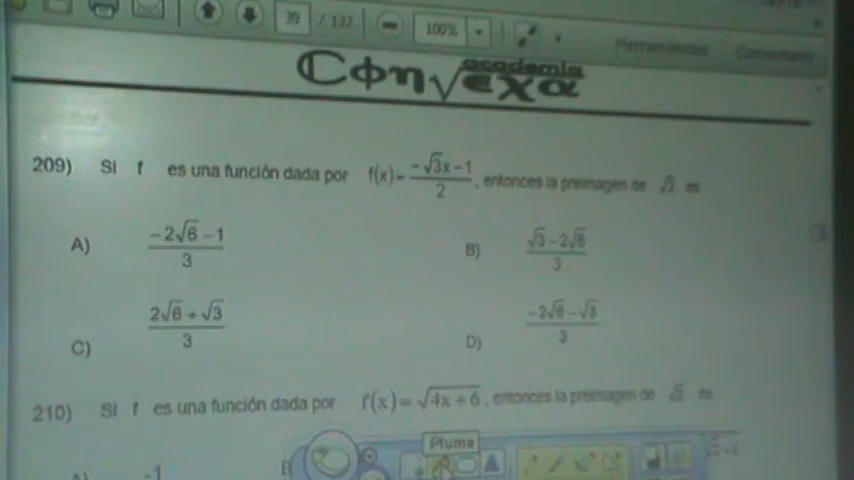 39 / 132 100%
Herramientas Comentario
academia
Cφη√εχα
209) Si f es una función dada por f(x)=(-√3x-1)/2, entonces la preimagen de es
A) (-2√6-1)/3 B) (√3-2√6)/3
C) (2√6+√3)/3 D) (-2√6-√3)/3
210) Si f es una función dada por f(x)=√(4x+6), entonces la preimagen de √2 es
Pluma
A) -1 B